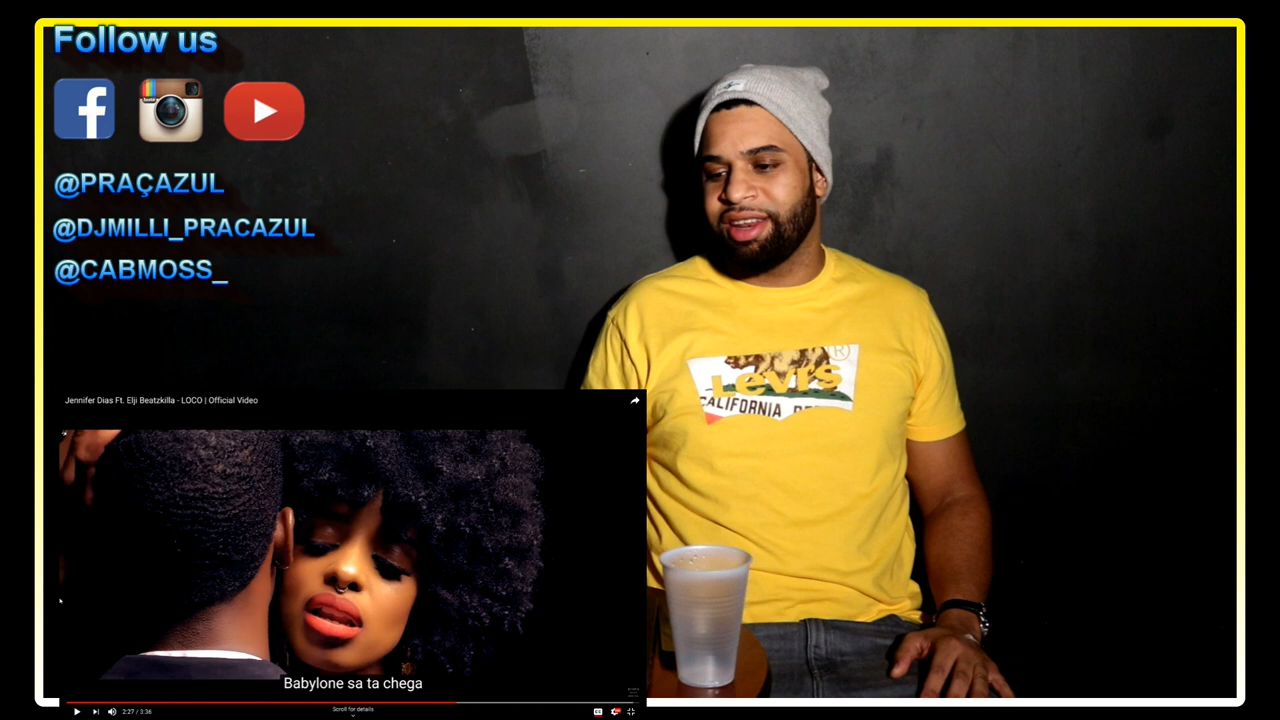 Follow us
@PRAÇAZUL
@DJMILLI_PRACAZUL
@CABMOSS_
Levi's ®
CALIFORNIA
Jennifer Dias Ft. Elji Beatzkilla - LOCO | Official Video
Babylone sa ta chega
2:27 / 3:36
Scroll for details